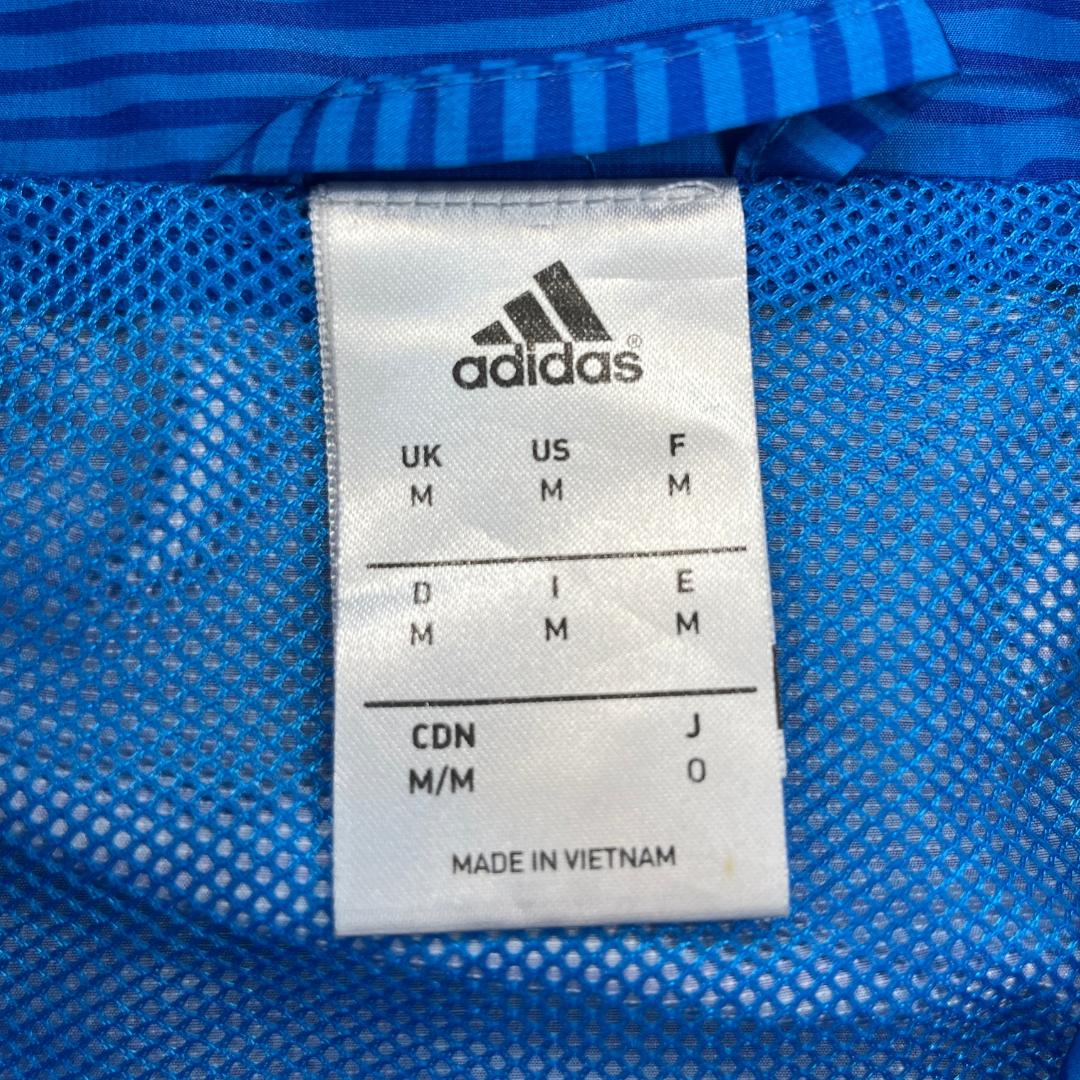 adidas®
UK US F
M M M
D I E
M M M
CDN J
M/M O
MADE IN VIETNAM